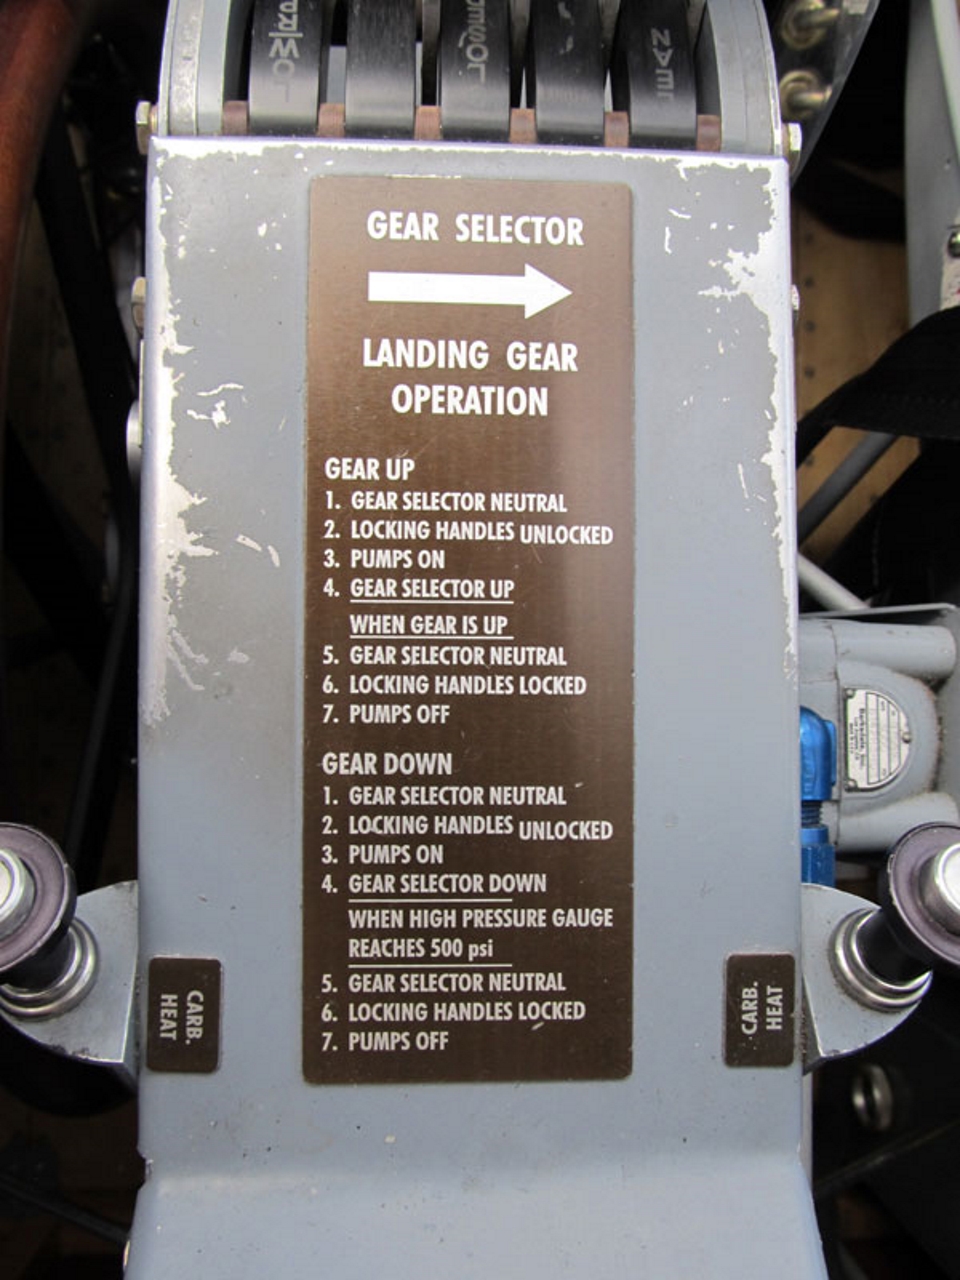 GEAR SELECTOR
LANDING GEAR
OPERATION
GEAR UP
1. GEAR SELECTOR NEUTRAL
2. LOCKING HANDLES UNLOCKED
3. PUMPS ON
4. GEAR SELECTOR UP
WHEN GEAR IS UP
5. GEAR SELECTOR NEUTRAL
6. LOCKING HANDLES LOCKED
7. PUMPS OFF
GEAR DOWN
1. GEAR SELECTOR NEUTRAL
2. LOCKING HANDLES UNLOCKED
3. PUMPS ON
4. GEAR SELECTOR DOWN
WHEN HIGH PRESSURE GAUGE
REACHES 500 psi
5. GEAR SELECTOR NEUTRAL
6. LOCKING HANDLES LOCKED
7. PUMPS OFF
CARB.
HEAT
CARB.
HEAT